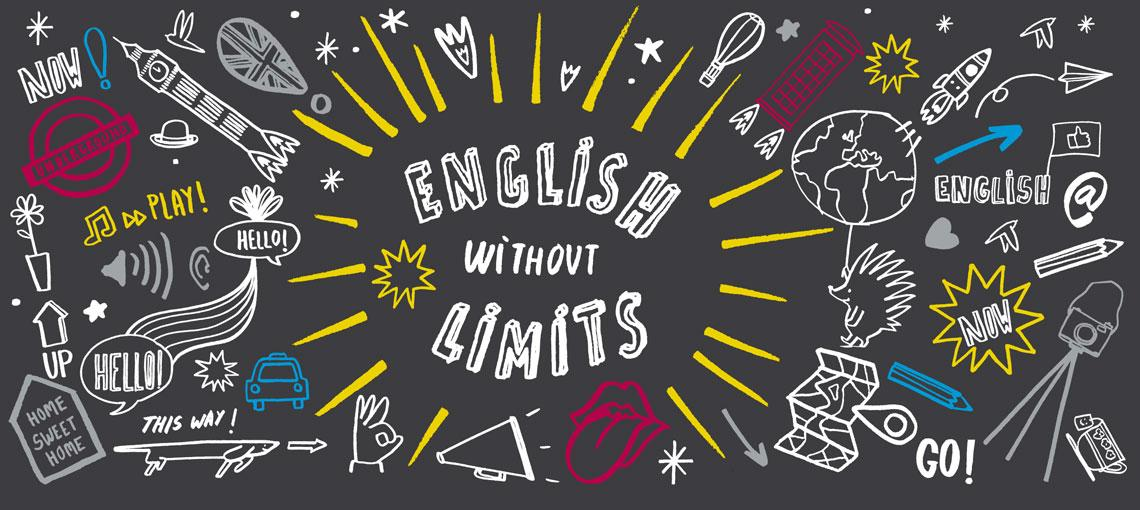 NOW!
UNDERGROUND
PLAY!
HELLO!
UP
HELLO!
HOME
SWEET
HOME
THIS WAY!
ENGLISH
WITHOUT
LIMITS
ENGLISH
@
NOW
GO!